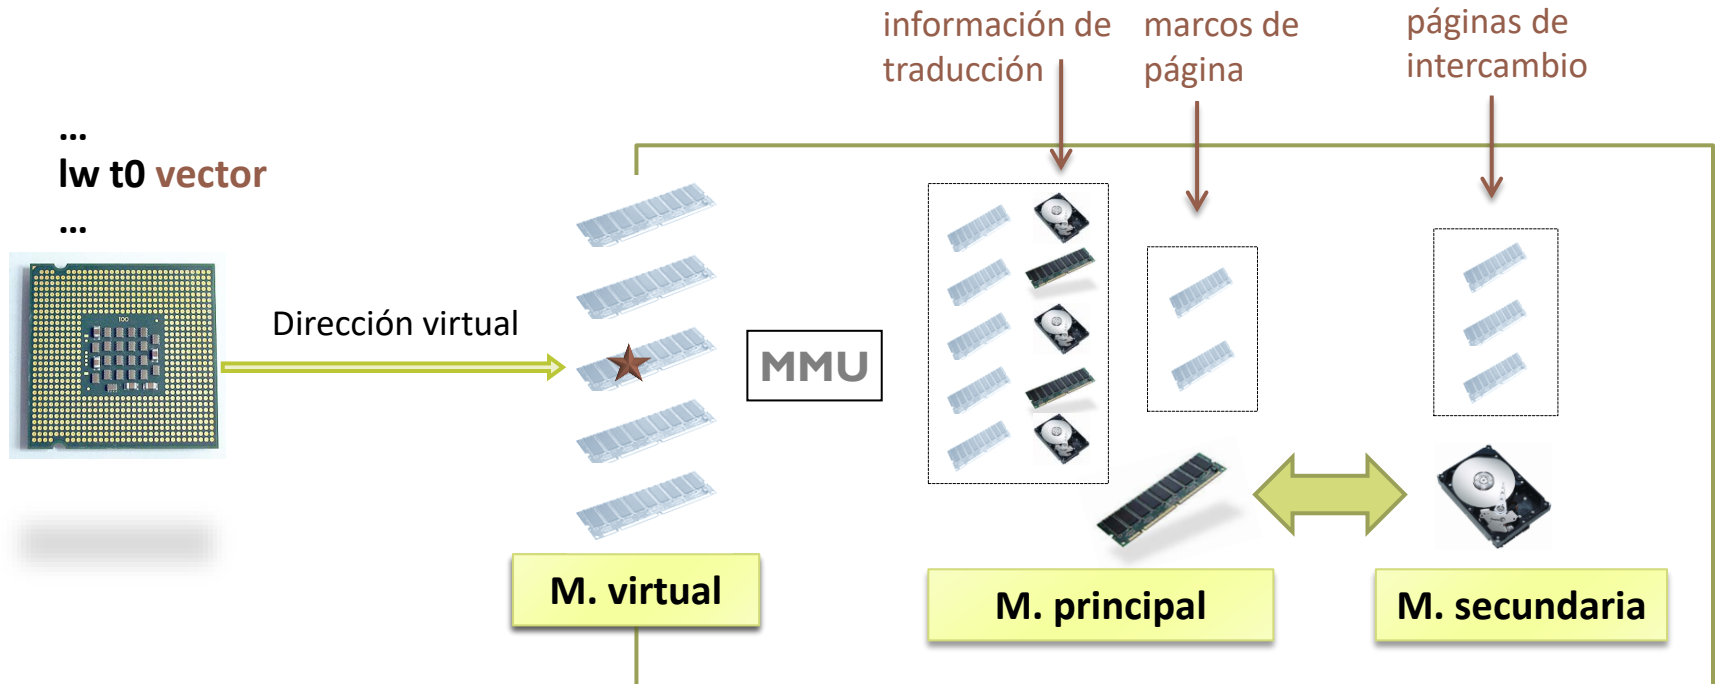 información de
traducción
marcos de
página
páginas de
intercambio
...
lw t0 vector
...
Dirección virtual
MMU
M. virtual
M. principal
M. secundaria